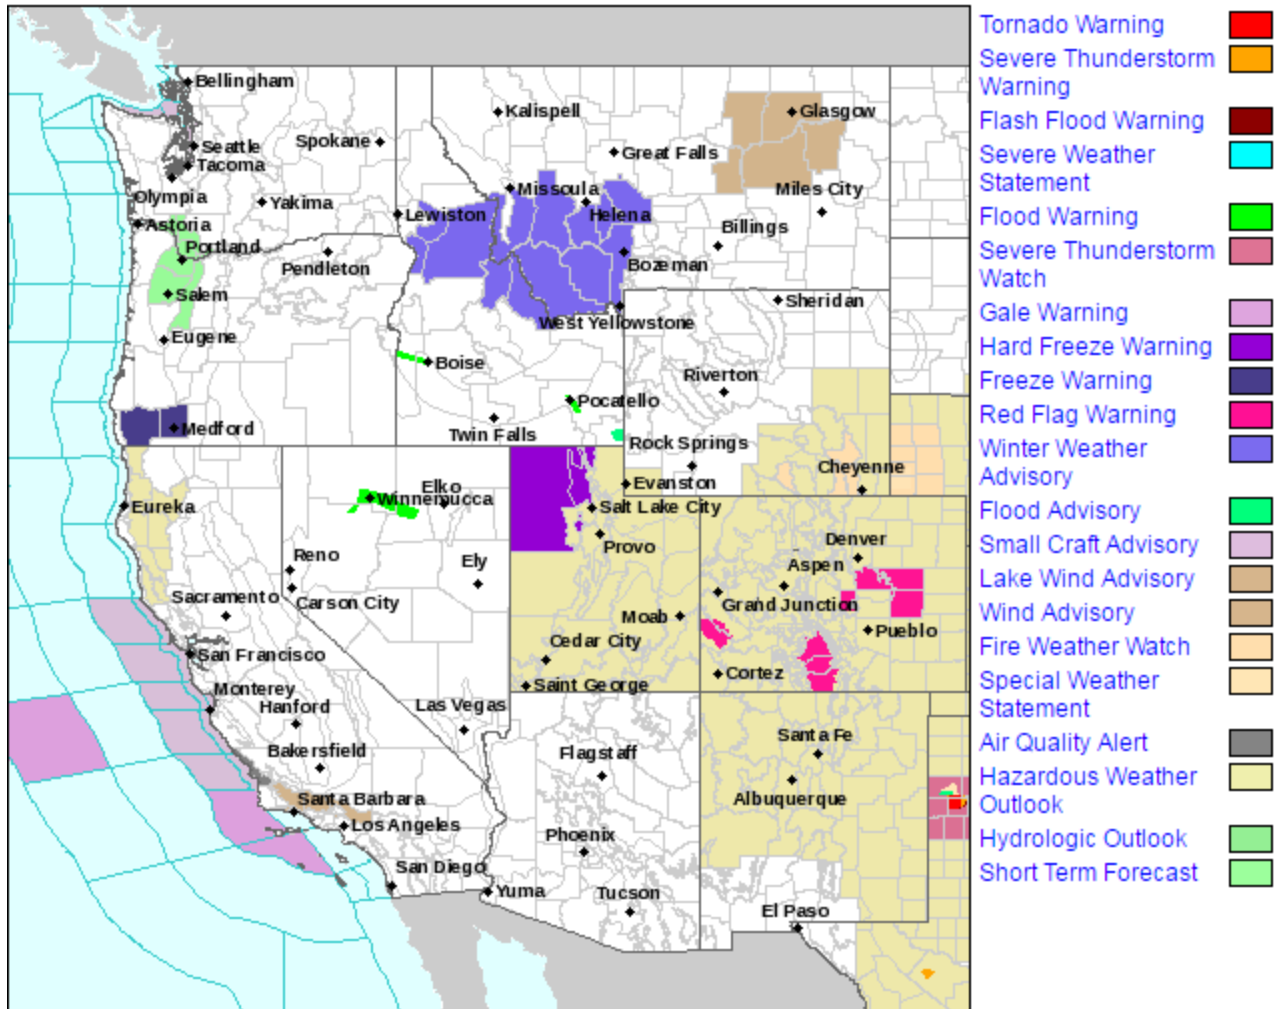 Bellingham
Kalispell
Glasgow
Seattle
Spokane
Great Falls
Tacoma
Missoula
Miles City
Olympia
Yakima
Lewiston
Helena
Astoria
Billings
Portland
Pendleton
Bozeman
Salem
Sheridan
West Yellowstone
Eugene
Boise
Riverton
Pocatello
Medford
Twin Falls
Rock Springs
Cheyenne
Elko
Evanston
Winnemucca
Eureka
Salt Lake City
Denver
Provo
Reno
Ely
Aspen
Sacramento
Carson City
Grand Junction
Moab
Pueblo
Cedar City
San Francisco
Cortez
Saint George
Monterey
Hanford
Las Vegas
Santa Fe
Bakersfield
Flagstaff
Santa Barbara
Albuquerque
Los Angeles
Phoenix
San Diego
Yuma
Tucson
El Paso
Tornado Warning
Severe Thunderstorm
Warning
Flash Flood Warning
Severe Weather
Statement
Flood Warning
Severe Thunderstorm
Watch
Gale Warning
Hard Freeze Warning
Freeze Warning
Red Flag Warning
Winter Weather
Advisory
Flood Advisory
Small Craft Advisory
Lake Wind Advisory
Wind Advisory
Fire Weather Watch
Special Weather
Statement
Air Quality Alert
Hazardous Weather
Outlook
Hydrologic Outlook
Short Term Forecast